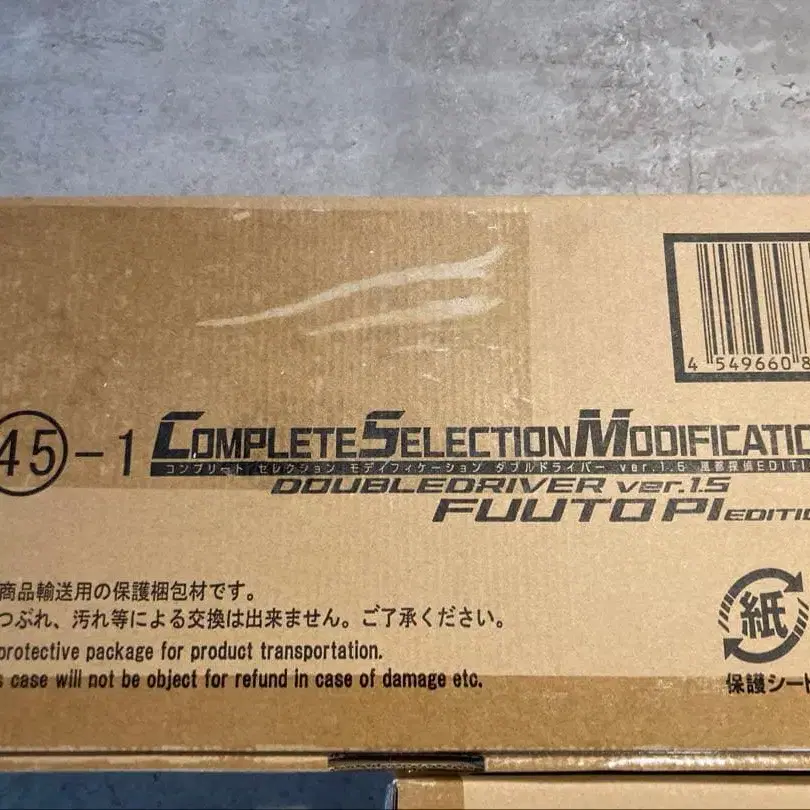 4 549660 8
45-1 COMPLETE SELECTION MODIFICATIO
コンプリート セレクション モディフィケーション ダブルドライバー ver.1.5 風都探偵EDITI
DOUBLEDRIVER ver.1.5
FUUTO PI EDITIO
商品輸送用の保護梱包材です。
つぶれ、汚れ等による交換は出来ません。ご了承ください。
protective package for product transportation.
s case will not be object for refund in case of damage etc.
紙
保護シート